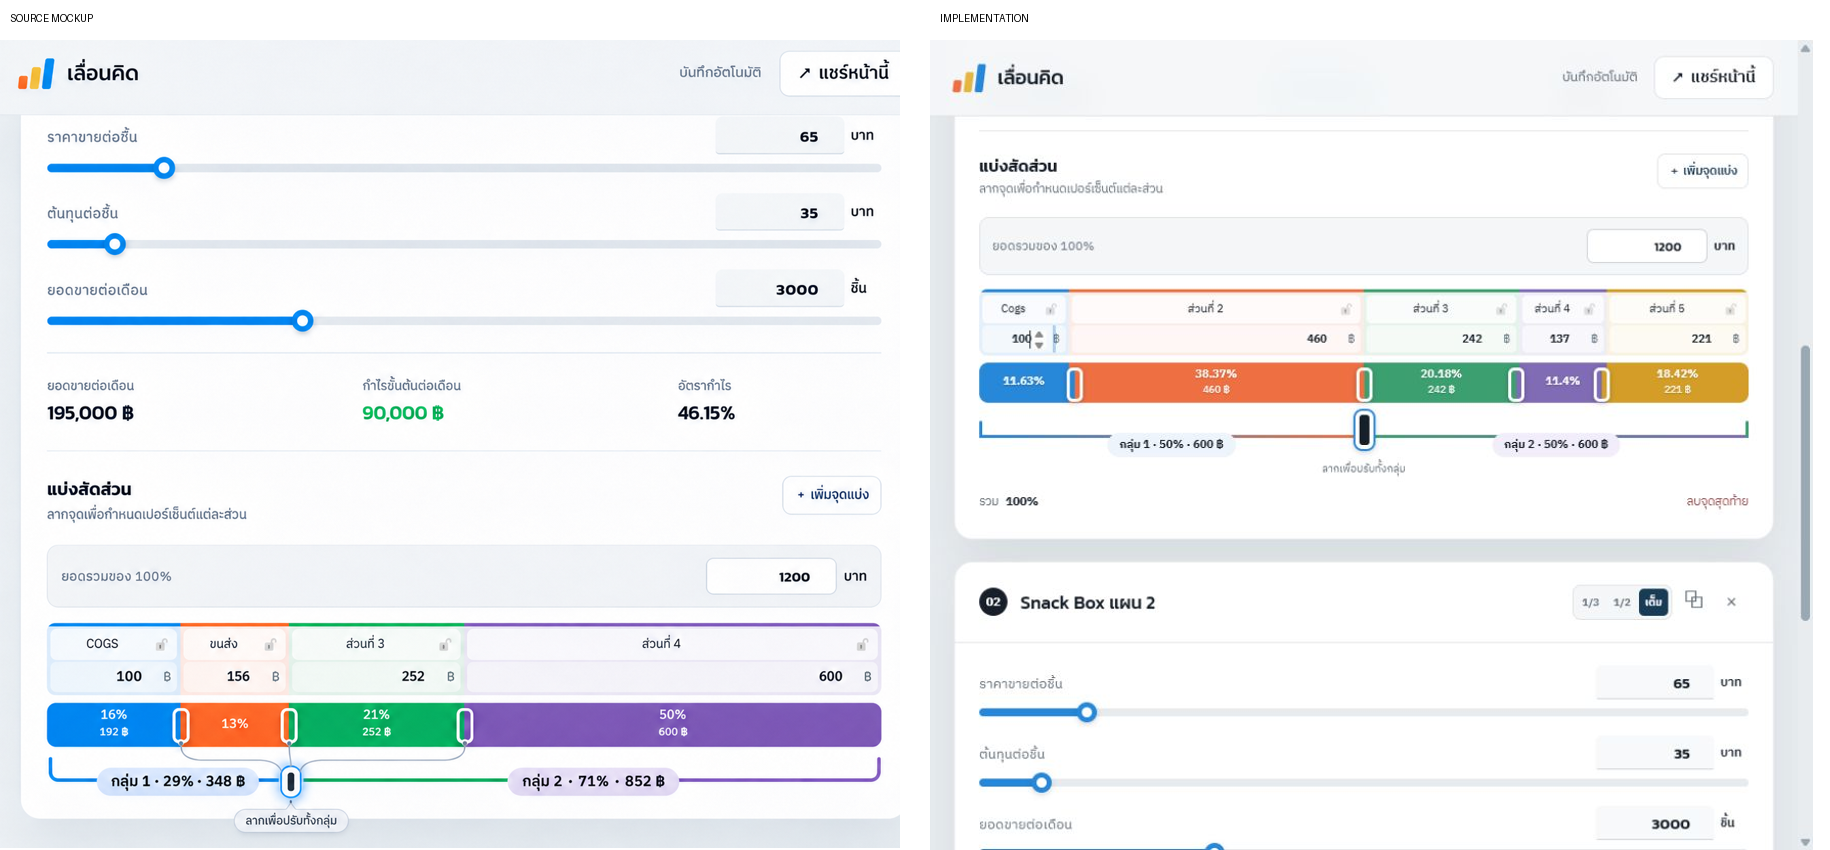 SOURCE MOCKUP
เลื่อนคิด
บันทึกอัตโนมัติ
↗ แชร์หน้านี้
ราคาขายต่อชิ้น
65 บาท
ต้นทุนต่อชิ้น
35 บาท
ยอดขายต่อเดือน
3000 ชิ้น
ยอดขายต่อเดือน กำไรขั้นต้นต่อเดือน อัตรากำไร
195,000 ฿ 90,000 ฿ 46.15%
แบ่งสัดส่วน
ลากจุดเพื่อกำหนดเปอร์เซ็นต์แต่ละส่วน
+ เพิ่มจุดแบ่ง
ยอดรวมของ 100% 1200 บาท
COGS ขนส่ง ส่วนที่ 3 ส่วนที่ 4
100 ฿ 156 ฿ 252 ฿ 600 ฿
16% 13% 21% 50%
192 ฿ 252 ฿ 600 ฿
กลุ่ม 1 · 29% · 348 ฿ กลุ่ม 2 · 71% · 852 ฿
ลากเพื่อปรับทั้งกลุ่ม
IMPLEMENTATION
เลื่อนคิด
บันทึกอัตโนมัติ
↗ แชร์หน้านี้
แบ่งสัดส่วน
ลากจุดเพื่อกำหนดเปอร์เซ็นต์แต่ละส่วน
+ เพิ่มจุดแบ่ง
ยอดรวมของ 100% 1200 บาท
Cogs ส่วนที่ 2 ส่วนที่ 3 ส่วนที่ 4 ส่วนที่ 5
100 ฿ 460 ฿ 242 ฿ 137 ฿ 221 ฿
11.63% 38.37% 20.18% 11.4% 18.42%
460 ฿ 242 ฿ 221 ฿
กลุ่ม 1 · 50% · 600 ฿ กลุ่ม 2 · 50% · 600 ฿
ลากเพื่อปรับทั้งกลุ่ม
รวม 100% ลบจุดสุดท้าย
02 Snack Box แผน 2 1/3 1/2 เต็ม ×
ราคาขายต่อชิ้น 65 บาท
ต้นทุนต่อชิ้น 35 บาท
ยอดขายต่อเดือน 3000 ชิ้น